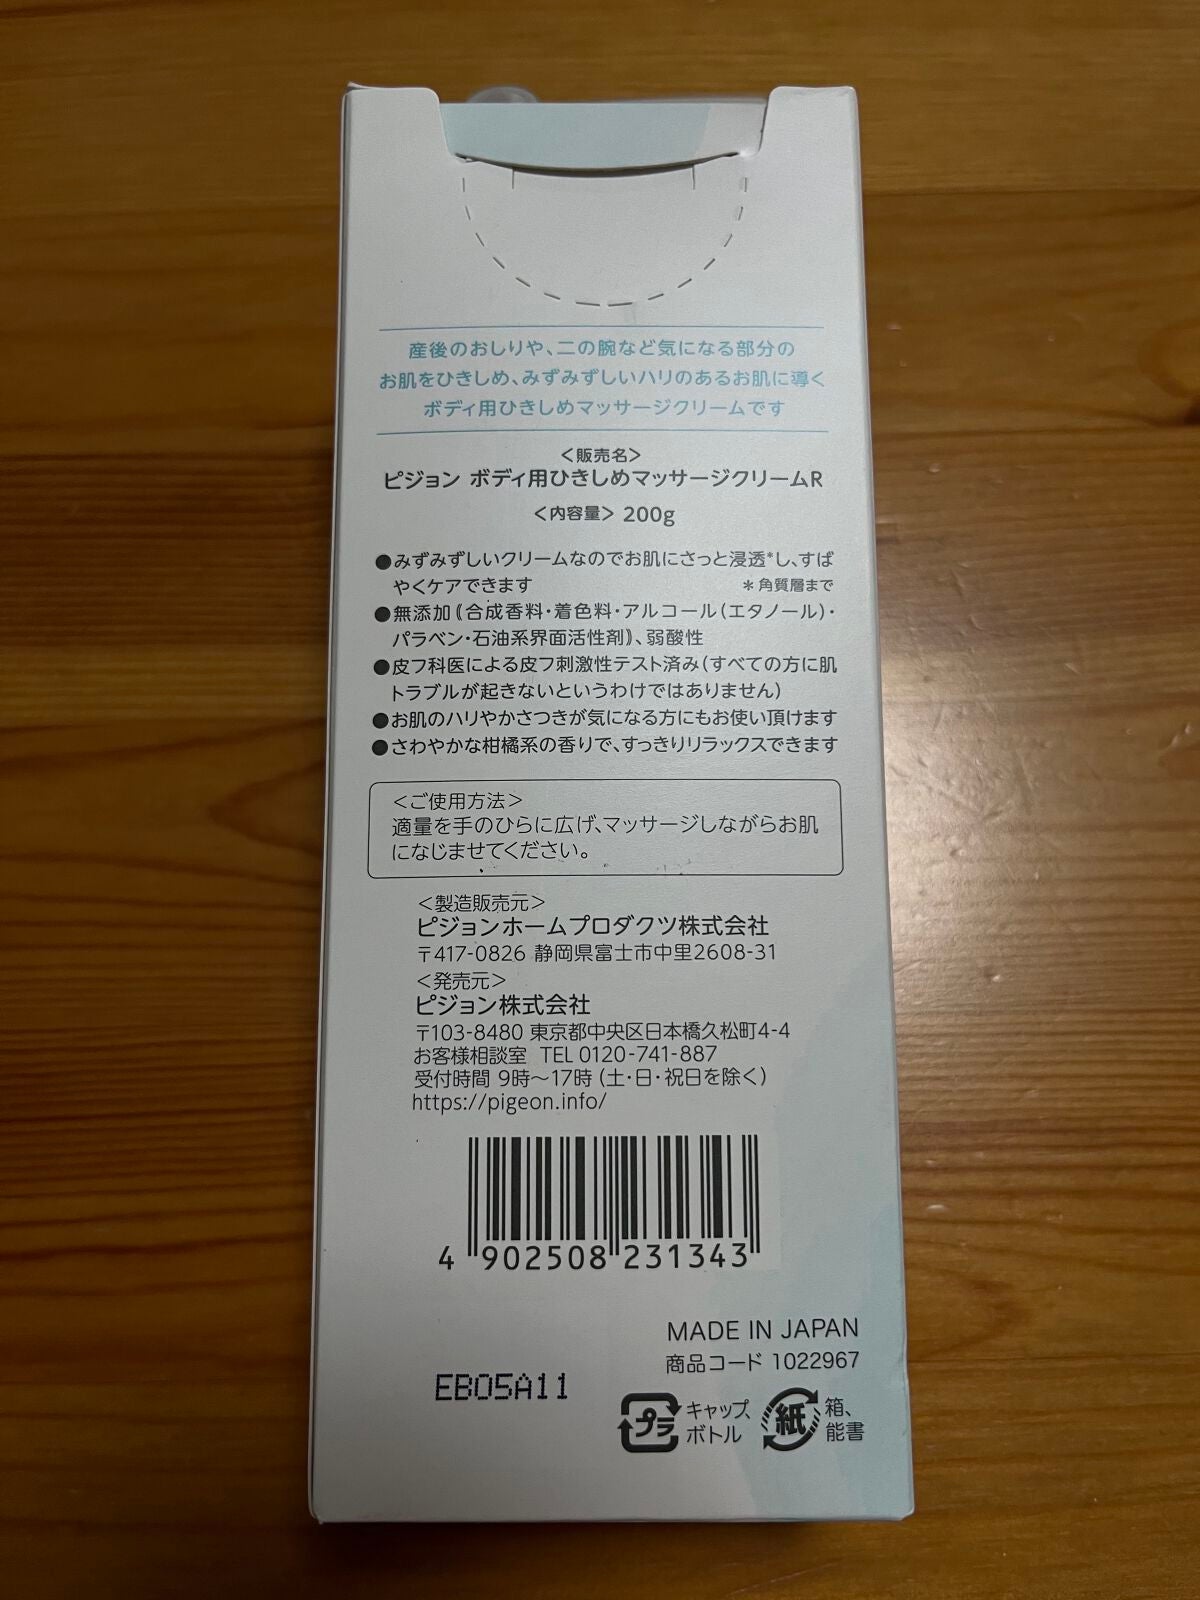 産後のおしりや、二の腕など気になる部分の
お肌をひきしめ、みずみずしいハリのあるお肌に導く
ボディ用ひきしめマッサージクリームです
＜販売名＞
ピジョン ボディ用ひきしめマッサージクリームR
＜内容量＞ 200g
●みずみずしいクリームなのでお肌にさっと浸透*し、すば
やくケアできます ＊角質層まで
●無添加《合成香料・着色料・アルコール(エタノール)・
パラベン・石油系界面活性剤》、弱酸性
●皮フ科医による皮フ刺激性テスト済み(すべての方に肌
トラブルが起きないというわけではありません)
●お肌のハリやかさつきが気になる方にもお使い頂けます
●さわやかな柑橘系の香りで、すっきりリラックスできます
＜ご使用方法＞
適量を手のひらに広げ、マッサージしながらお肌
になじませてください。
＜製造販売元＞
ピジョンホームプロダクツ株式会社
〒417-0826 静岡県富士市中里2608-31
＜発売元＞
ピジョン株式会社
〒103-8480 東京都中央区日本橋久松町4-4
お客様相談室 TEL 0120-741-887
受付時間 9時～17時 (土・日・祝日を除く)
https://pigeon.info/
4 902508 231343
MADE IN JAPAN
商品コード 1022967
EB05A11
プラ キャップ、
ボトル
紙 箱、
能書